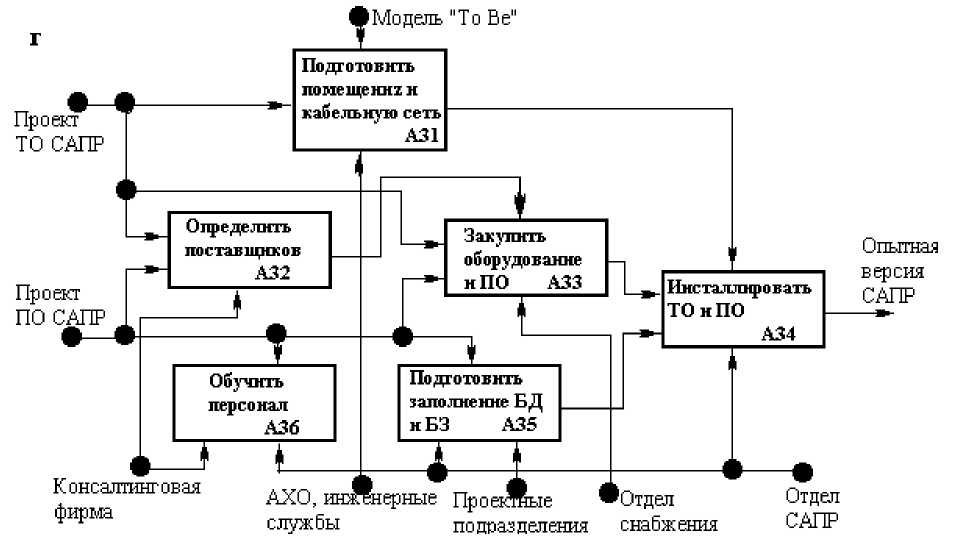 г
Модель "To Be"
Подготовить
помещениz и
кабельную сеть
А31
Проект
ТО САПР
Определить
поставщиков
А32
Закупить
оборудование
и ПО А33
Опытная
версия
САПР
Инсталлировать
ТО и ПО
А34
Проект
ПО САПР
Обучить
персонал
А36
Подготовить
заполнение БД
и БЗ А35
Консалтинговая
фирма
АХО, инженерные
службы
Проектные
подразделения
Отдел
снабжения
Отдел
САПР